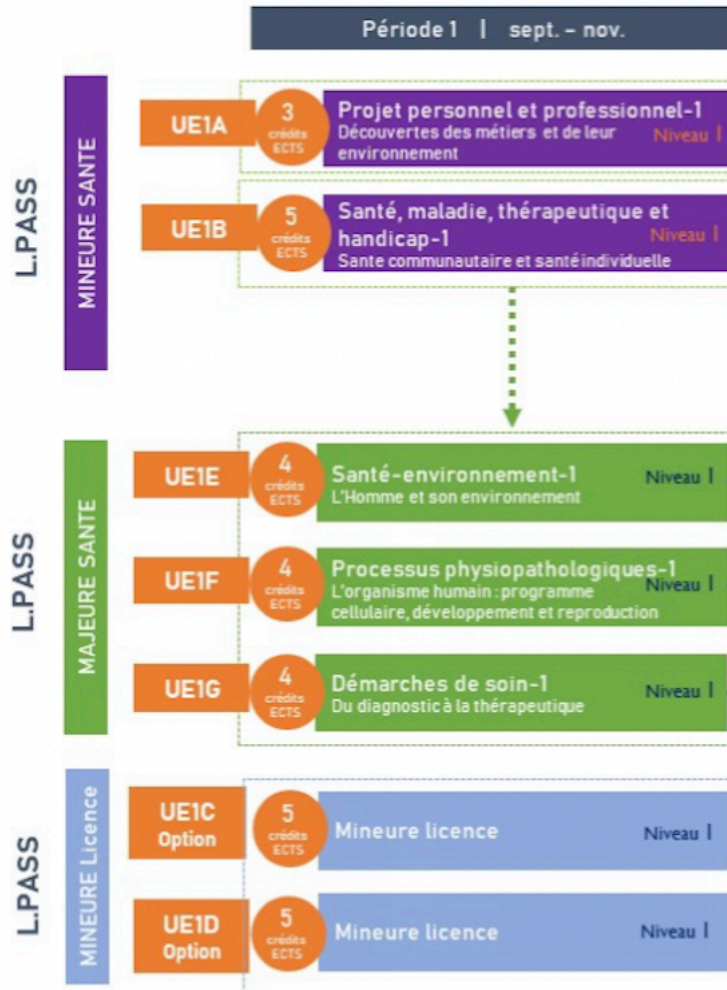 Période 1 | sept. – nov.
L.PASS
MINEURE SANTE
UE1A
3
crédits
ECTS
Projet personnel et professionnel-1
Découvertes des métiers et de leur
environnement
Niveau I
UE1B
5
crédits
ECTS
Santé, maladie, thérapeutique et
handicap-1
Sante communautaire et santé individuelle
Niveau I
L.PASS
MAJEURE SANTE
UE1E
4
crédits
ECTS
Santé-environnement-1
L'Homme et son environnement
Niveau I
UE1F
4
crédits
ECTS
Processus physiopathologiques-1
L'organisme humain : programme
cellulaire, développement et reproduction
Niveau I
UE1G
4
crédits
ECTS
Démarches de soin-1
Du diagnostic à la thérapeutique
Niveau I
L.PASS
MINEURE Licence
UE1C
Option
5
crédits
ECTS
Mineure licence
Niveau I
UE1D
Option
5
crédits
ECTS
Mineure licence
Niveau I